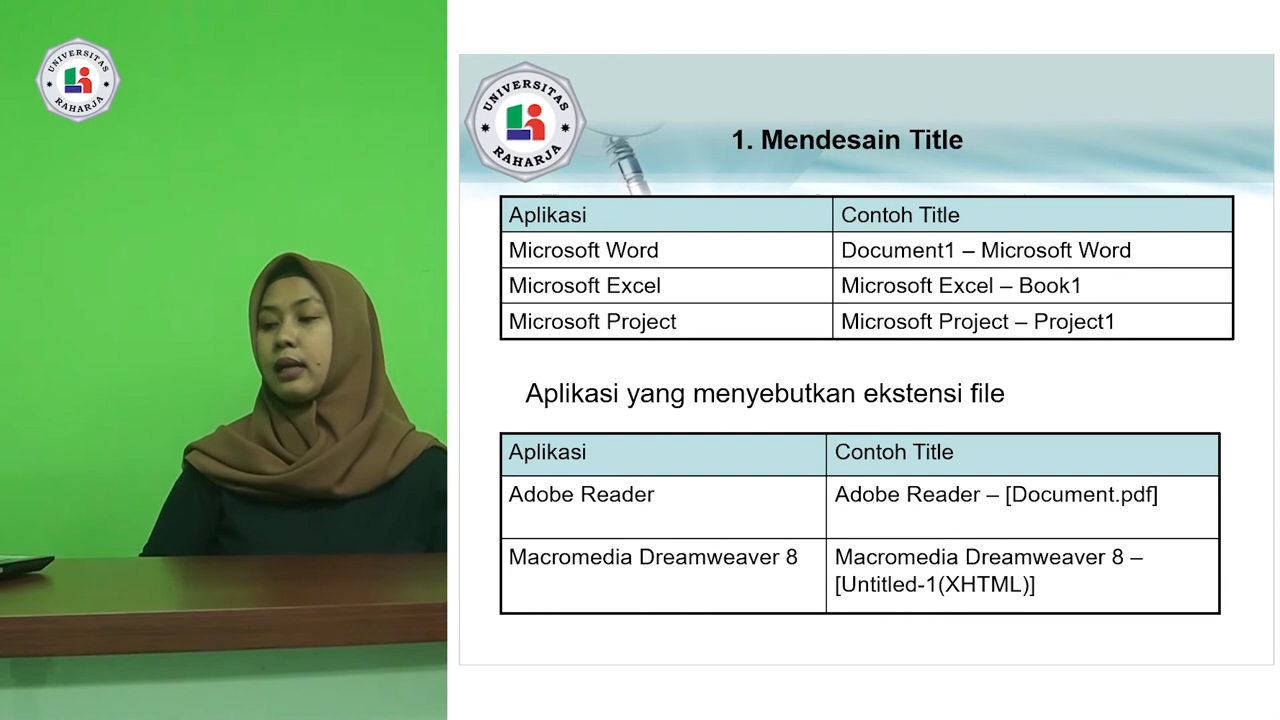 UNIVERSITAS
RAHARJA
UNIVERSITAS
RAHARJA
1. Mendesain Title
Aplikasi Contoh Title
Microsoft Word Document1 – Microsoft Word
Microsoft Excel Microsoft Excel – Book1
Microsoft Project Microsoft Project – Project1
Aplikasi yang menyebutkan ekstensi file
Aplikasi Contoh Title
Adobe Reader Adobe Reader – [Document.pdf]
Macromedia Dreamweaver 8 Macromedia Dreamweaver 8 –
[Untitled-1(XHTML)]